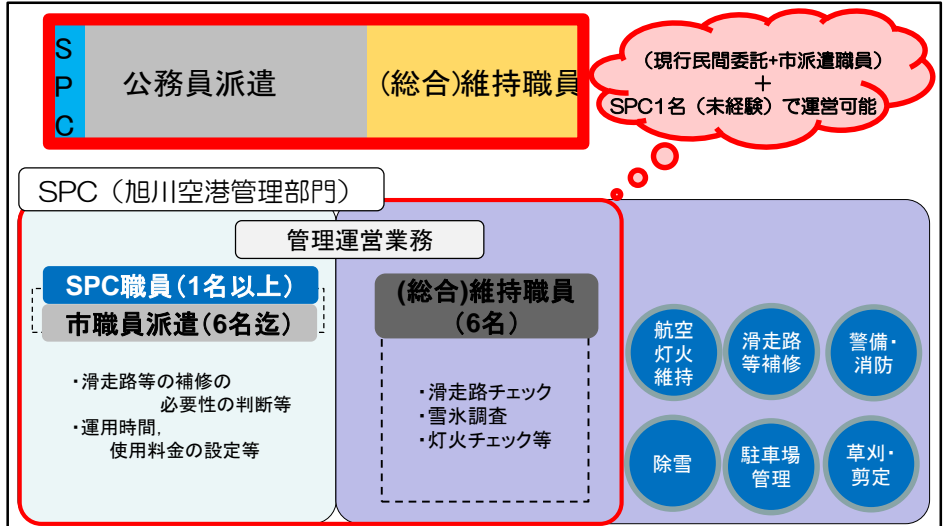 SPC
公務員派遣
(総合)維持職員
(現行民間委託+市派遣職員)
+
SPC1名（未経験）で運営可能
SPC（旭川空港管理部門）
管理運営業務
SPC職員(1名以上)
市職員派遣(6名迄)
・滑走路等の補修の
必要性の判断等
・運用時間，
使用料金の設定等
(総合)維持職員
(6名)
・滑走路チェック
・雪氷調査
・灯火チェック等
航空
灯火
維持
滑走路
等補修
警備・
消防
除雪
駐車場
管理
草刈・
剪定